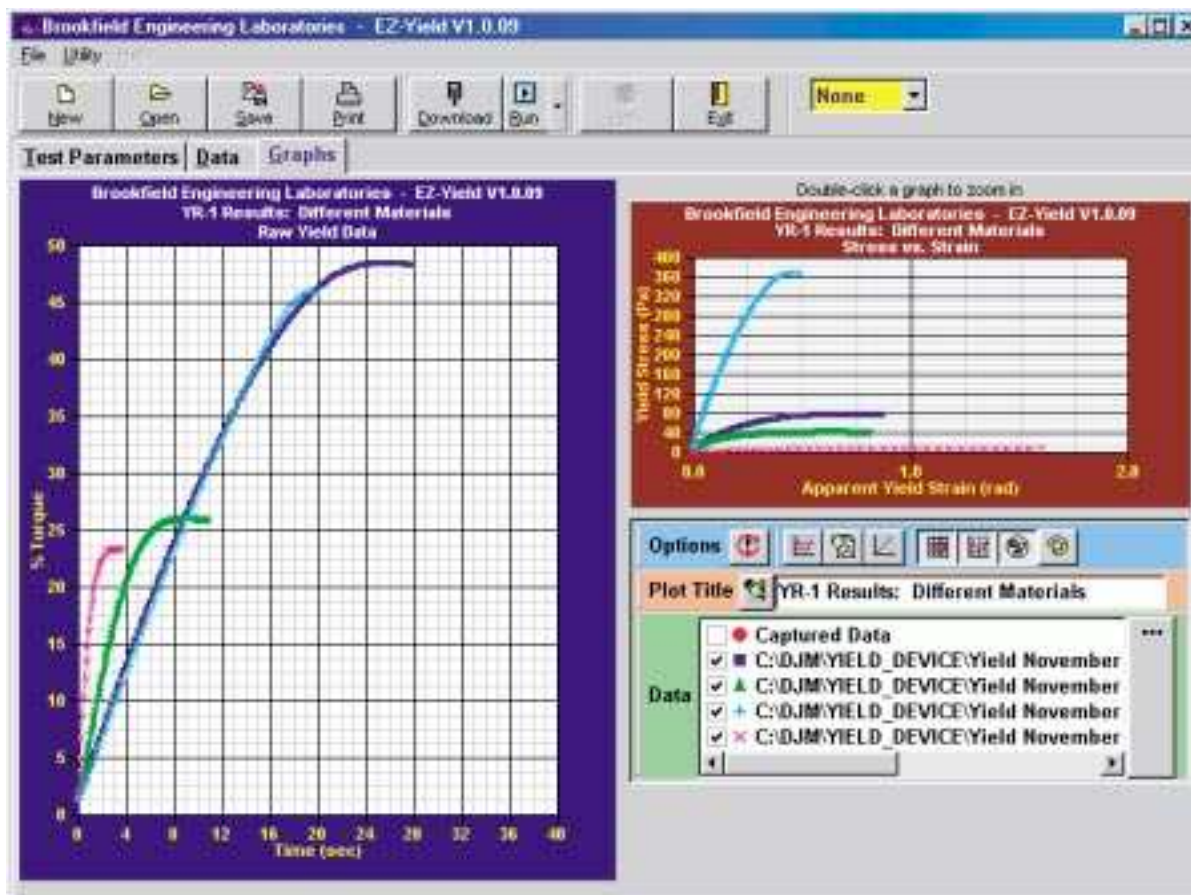 Brookfield Engineering Laboratories - EZ-Yield V1.0.09
File Utility
New Open Save Print Download Run Exit None
Test Parameters Data Graphs
Brookfield Engineering Laboratories - EZ-Yield V1.0.09
YR-1 Results: Different Materials
Raw Yield Data
50
45
40
35
30
25
20
15
10
5
0
% Torque
0 4 8 12 16 20 24 28 32 36 40
Time (sec)
Double-click a graph to zoom in
Brookfield Engineering Laboratories - EZ-Yield V1.0.09
YR-1 Results: Different Materials
Stress vs. Strain
400
360
320
280
240
200
160
120
80
40
0
Yield Stress (Pa)
0.0 1.0 2.0
Apparent Yield Strain (rad)
Options
Plot Title YR-1 Results: Different Materials
Data
Captured Data
C:\DJM\YIELD_DEVICE\Yield November
C:\DJM\YIELD_DEVICE\Yield November
C:\DJM\YIELD_DEVICE\Yield November
C:\DJM\YIELD_DEVICE\Yield November
...